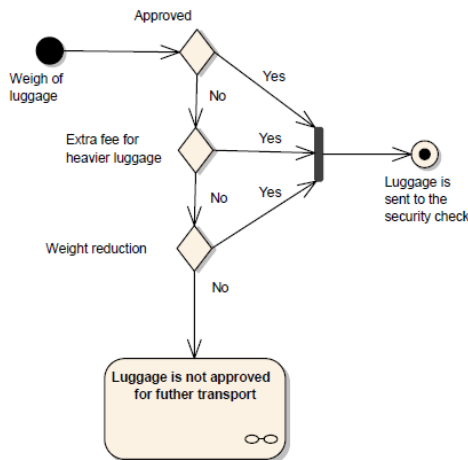 Approved
Weigh of
luggage
Yes
No
Extra fee for
heavier luggage
Yes
Luggage is
sent to the
security check
No
Yes
Weight reduction
No
Luggage is not approved
for futher transport